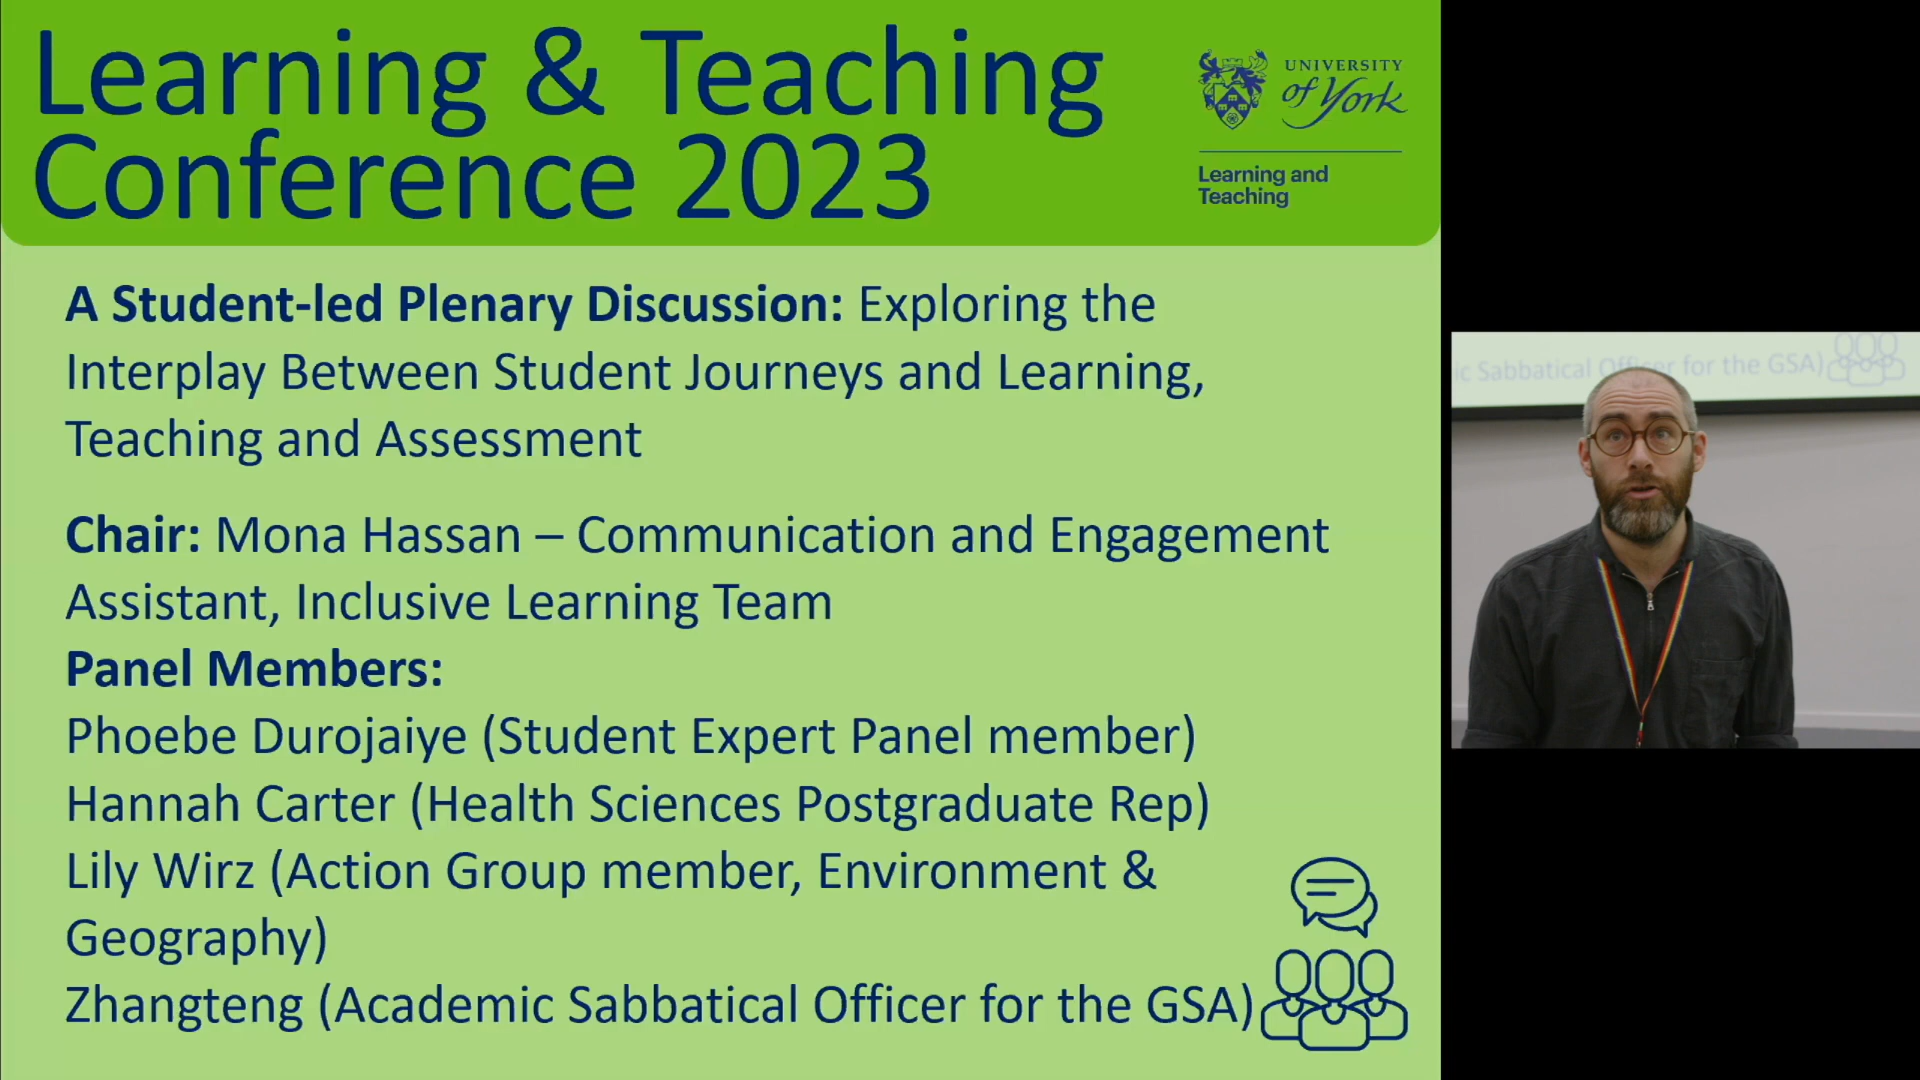 Learning & Teaching
Conference 2023
UNIVERSITY
of York
Learning and
Teaching
A Student-led Plenary Discussion: Exploring the
Interplay Between Student Journeys and Learning,
Teaching and Assessment
Chair: Mona Hassan – Communication and Engagement
Assistant, Inclusive Learning Team
Panel Members:
Phoebe Durojaiye (Student Expert Panel member)
Hannah Carter (Health Sciences Postgraduate Rep)
Lily Wirz (Action Group member, Environment &
Geography)
Zhangteng (Academic Sabbatical Officer for the GSA)
ic Sabbatical Officer for the GSA)